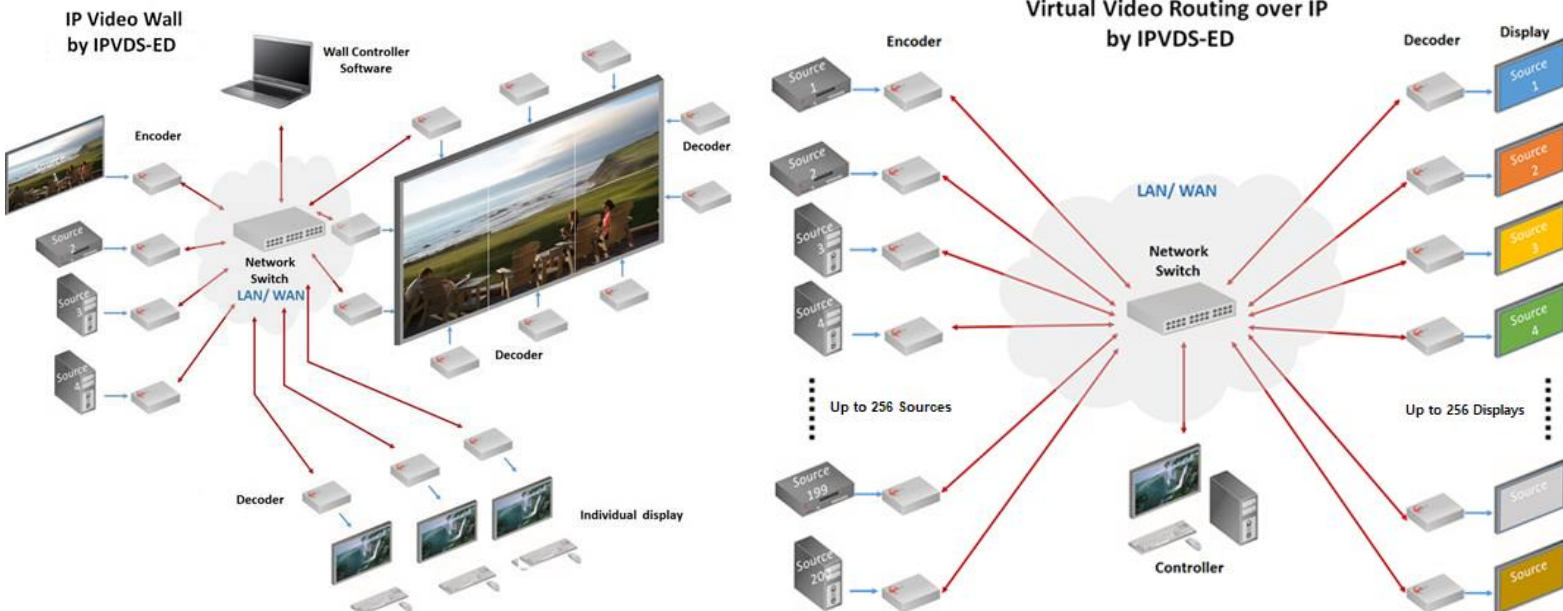 IP Video Wall
by IPVDS-ED
Wall Controller
Software
Encoder
Source
Source
2
Source
3
Source
4
Network
Switch
LAN/ WAN
Decoder
Decoder
Decoder
Individual display
Virtual Video Routing over IP
by IPVDS-ED
Encoder
Decoder
Display
Source
1
Source
1
Source
2
Source
2
LAN/ WAN
Source
3
Source
3
Network
Switch
Source
4
Source
4
Up to 256 Sources
Up to 256 Displays
Source
199
Source
Source
Source
Controller